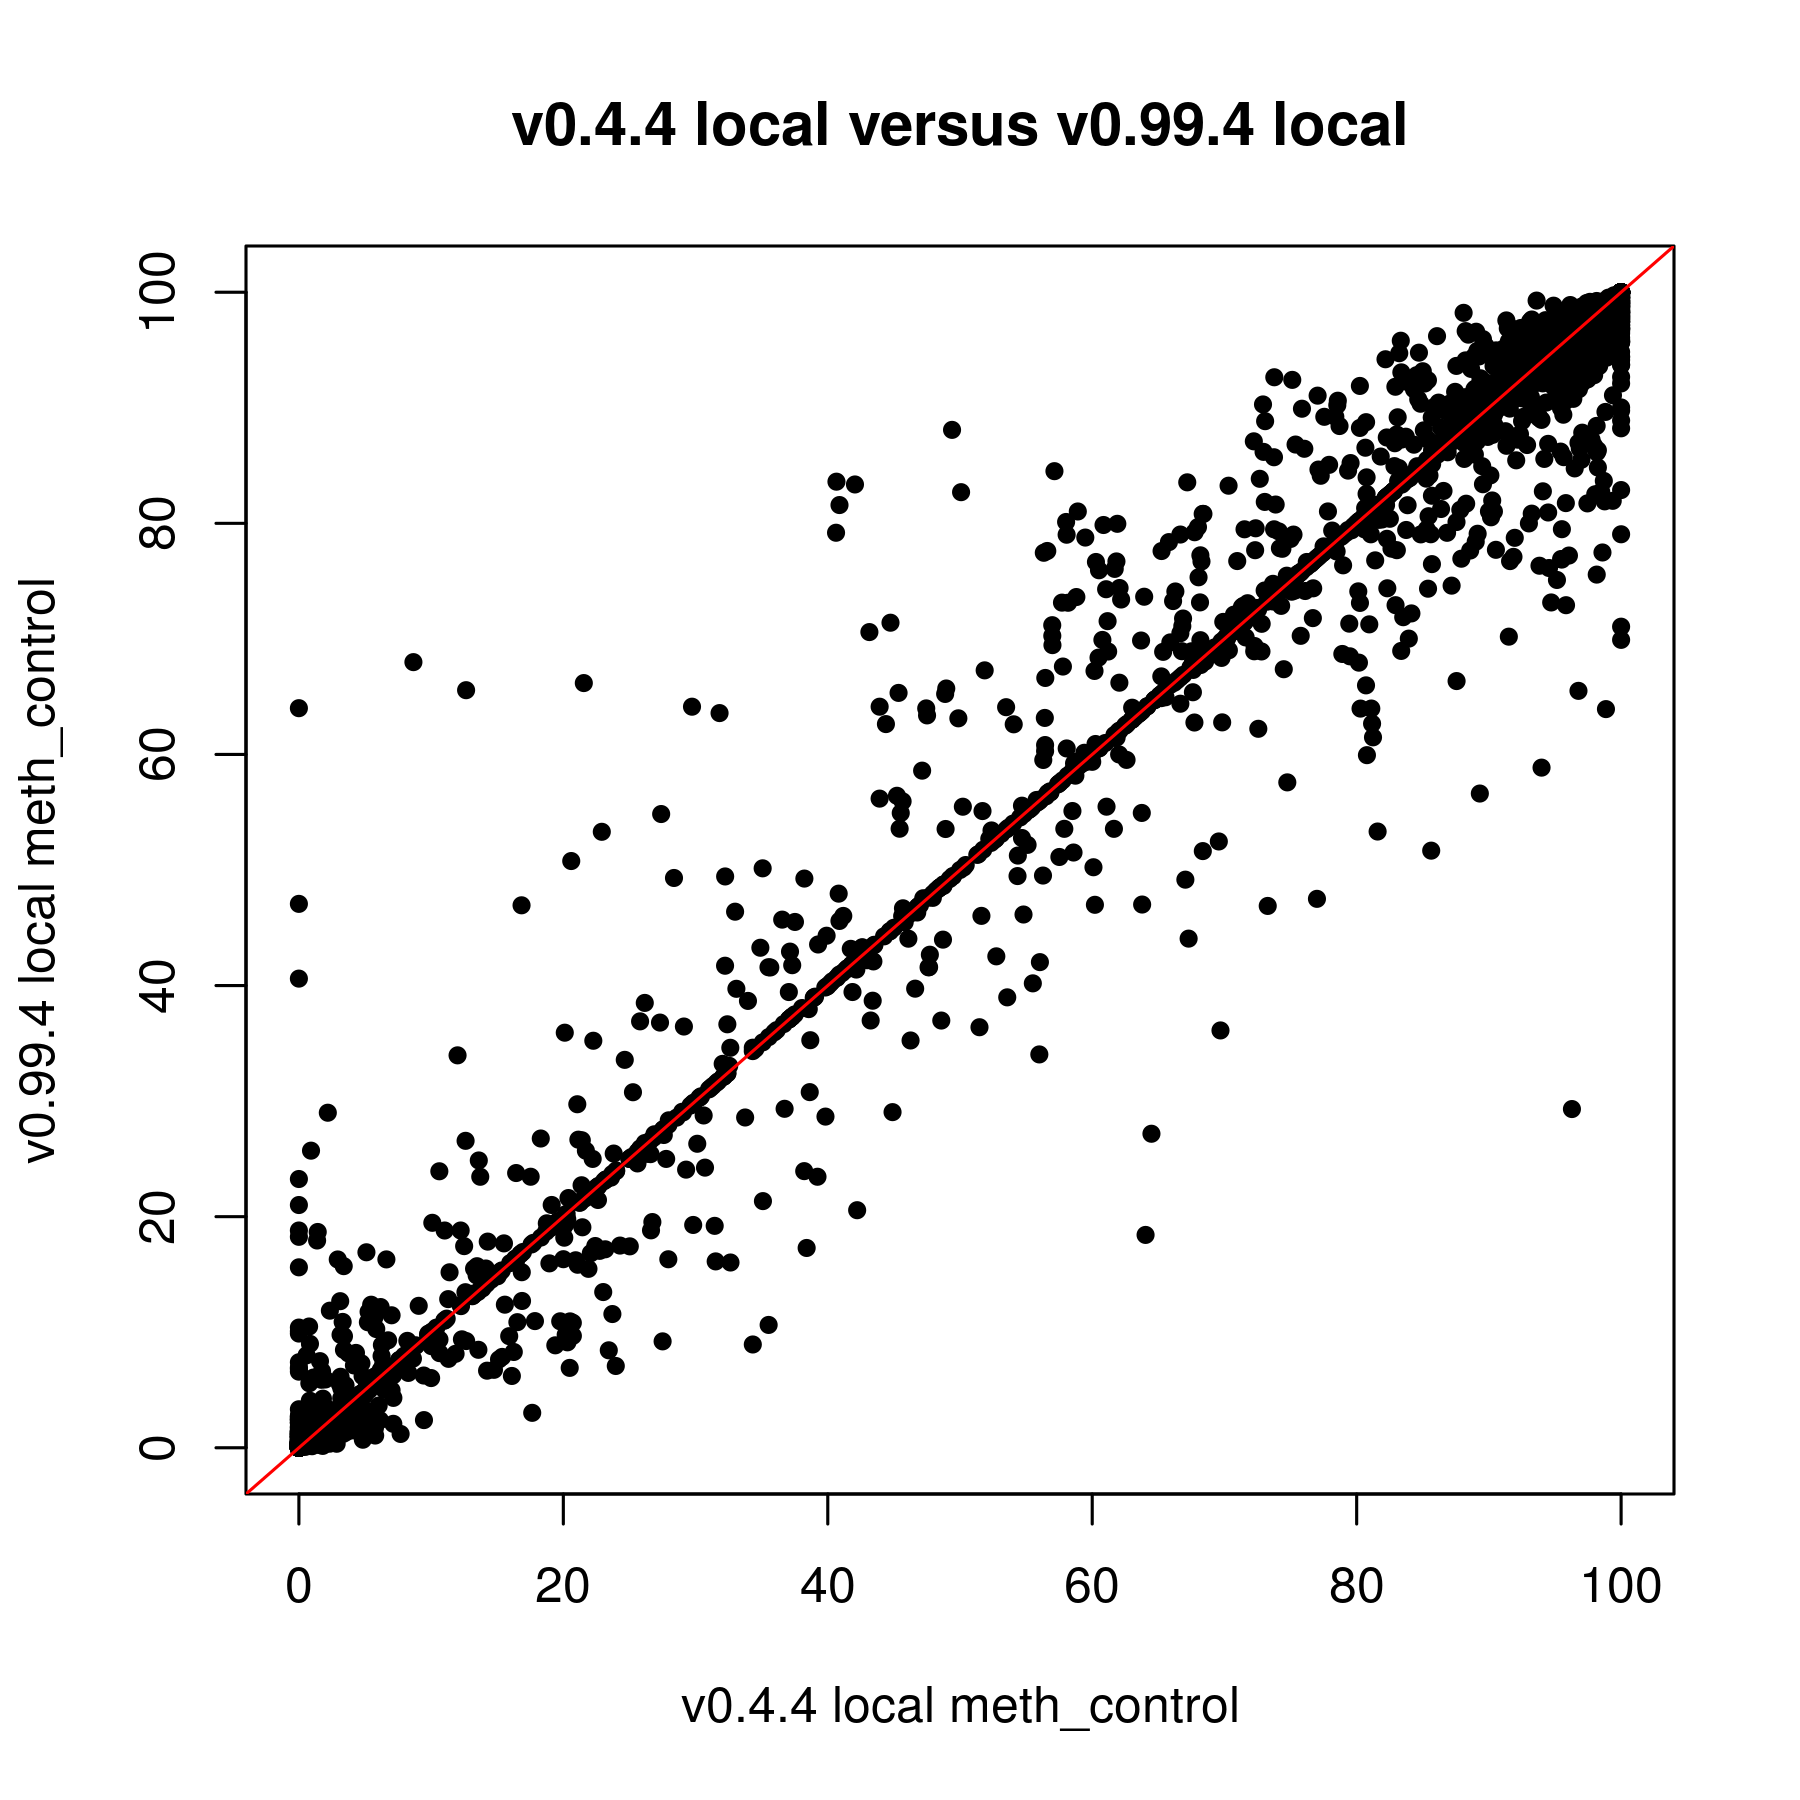 v0.4.4 local versus v0.99.4 local
v0.99.4 local meth_control
100
80
60
40
20
0
0 20 40 60 80 100
v0.4.4 local meth_control